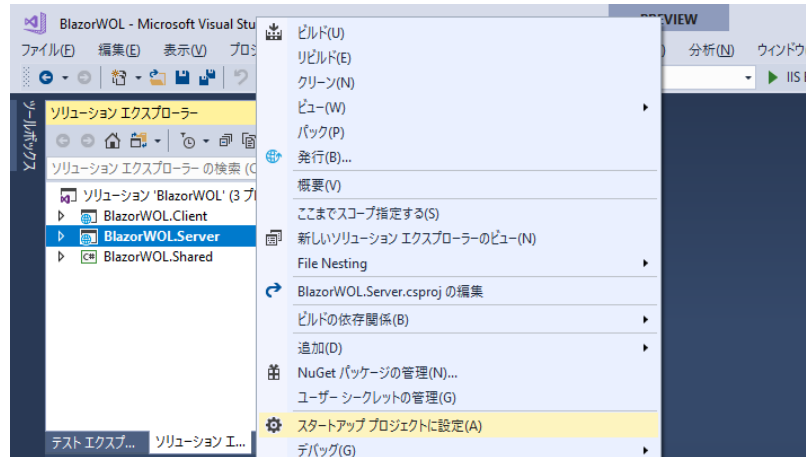 BlazorWOL - Microsoft Visual Stu
PREVIEW
ファイル(F) 編集(E) 表示(V) プロジ
分析(N) ウィンドウ
IIS
ツールボックス
ソリューション エクスプローラー
ソリューション エクスプローラー の検索 (C
ソリューション 'BlazorWOL' (3 プ
BlazorWOL.Client
BlazorWOL.Server
C# BlazorWOL.Shared
テスト エクスプ... ソリューション エ...
ビルド(U)
リビルド(E)
クリーン(N)
ビュー(W)
パック(P)
発行(B)...
概要(V)
ここまでスコープ指定する(S)
新しいソリューション エクスプローラーのビュー(N)
File Nesting
BlazorWOL.Server.csproj の編集
ビルドの依存関係(B)
追加(D)
NuGet パッケージの管理(N)...
ユーザー シークレットの管理(G)
スタートアップ プロジェクトに設定(A)
デバッグ(G)